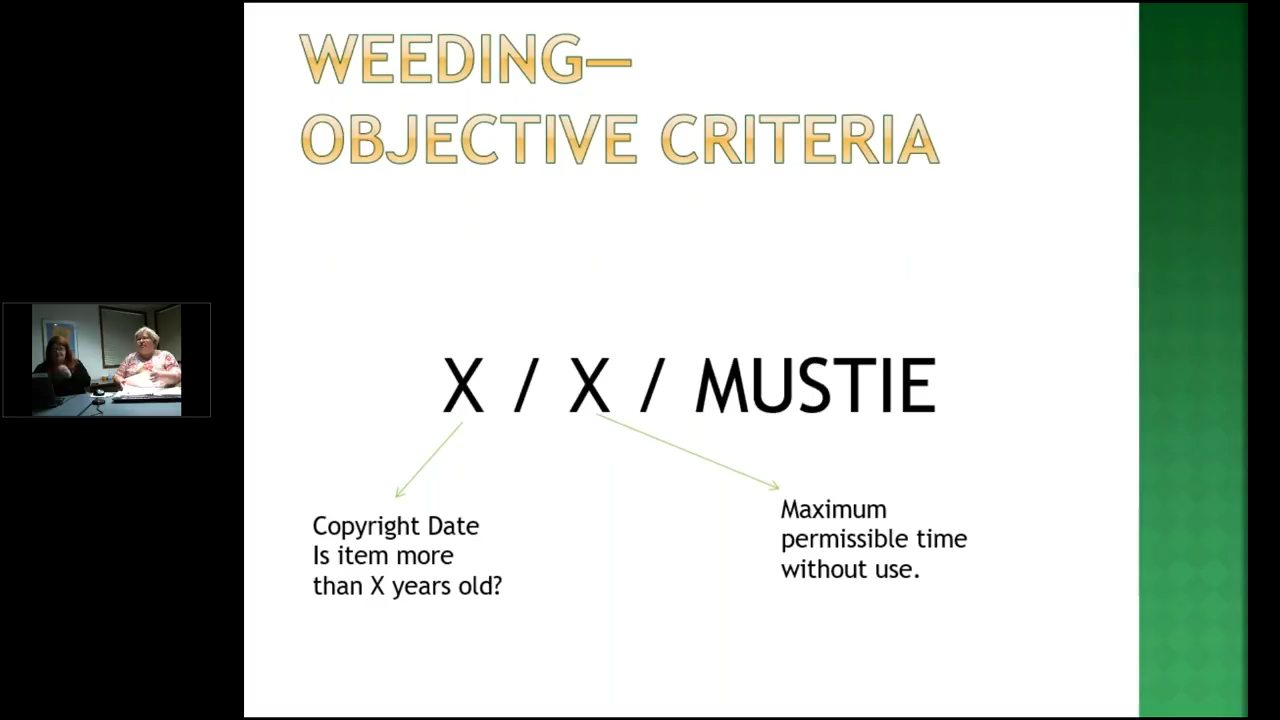 WEEDING—
OBJECTIVE CRITERIA
X / X / MUSTIE
Copyright Date
Is item more
than X years old?
Maximum
permissible time
without use.